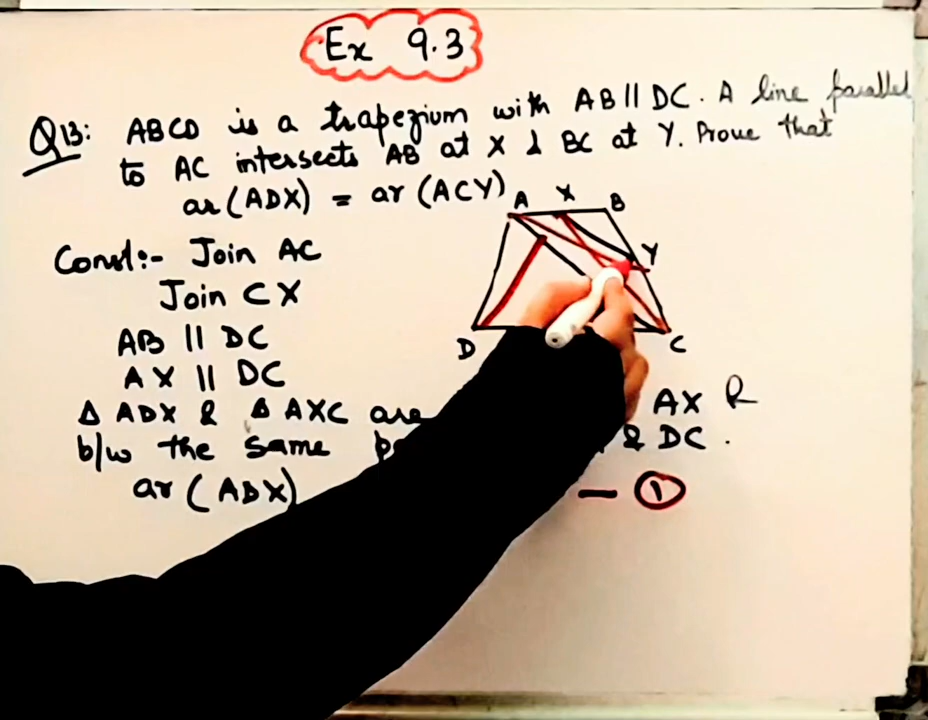 Ex 9.3
Q13: ABCD is a trapezium with AB || DC. A line parallel
to AC intersects AB at X & BC at Y. Prove that
ar (ADX) = ar (ACY)
A X B
Y
D C
Const:- Join AC
Join CX
AB || DC
AX || DC
Δ ADX & Δ AXC are AX &
b/w the same & DC.
ar (ADX) — ①